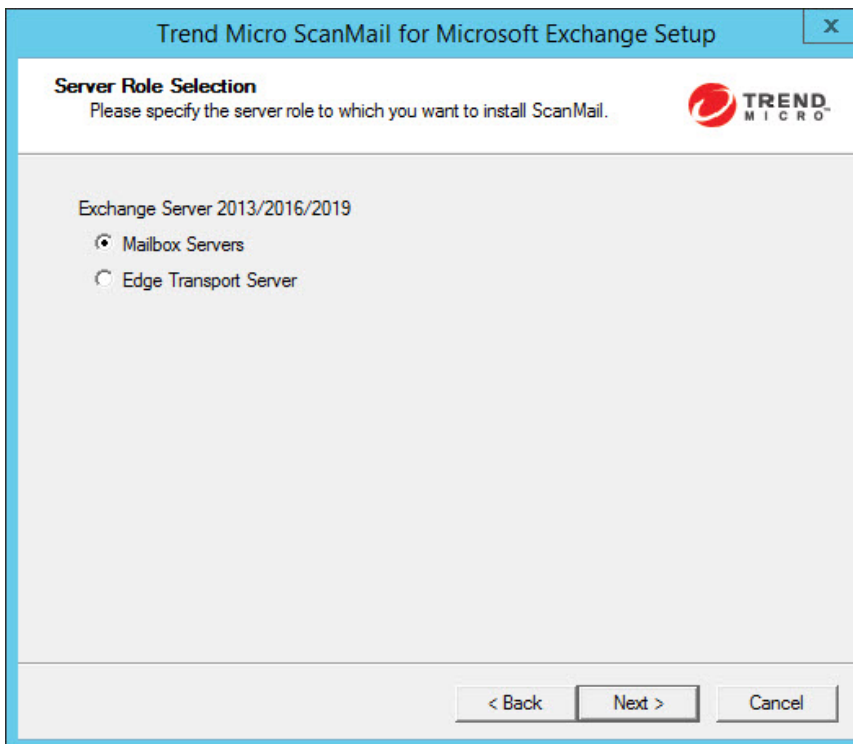 Trend Micro ScanMail for Microsoft Exchange Setup
x
Server Role Selection
Please specify the server role to which you want to install ScanMail.
TREND
MICRO™
Exchange Server 2013/2016/2019
Mailbox Servers
Edge Transport Server
< Back
Next >
Cancel